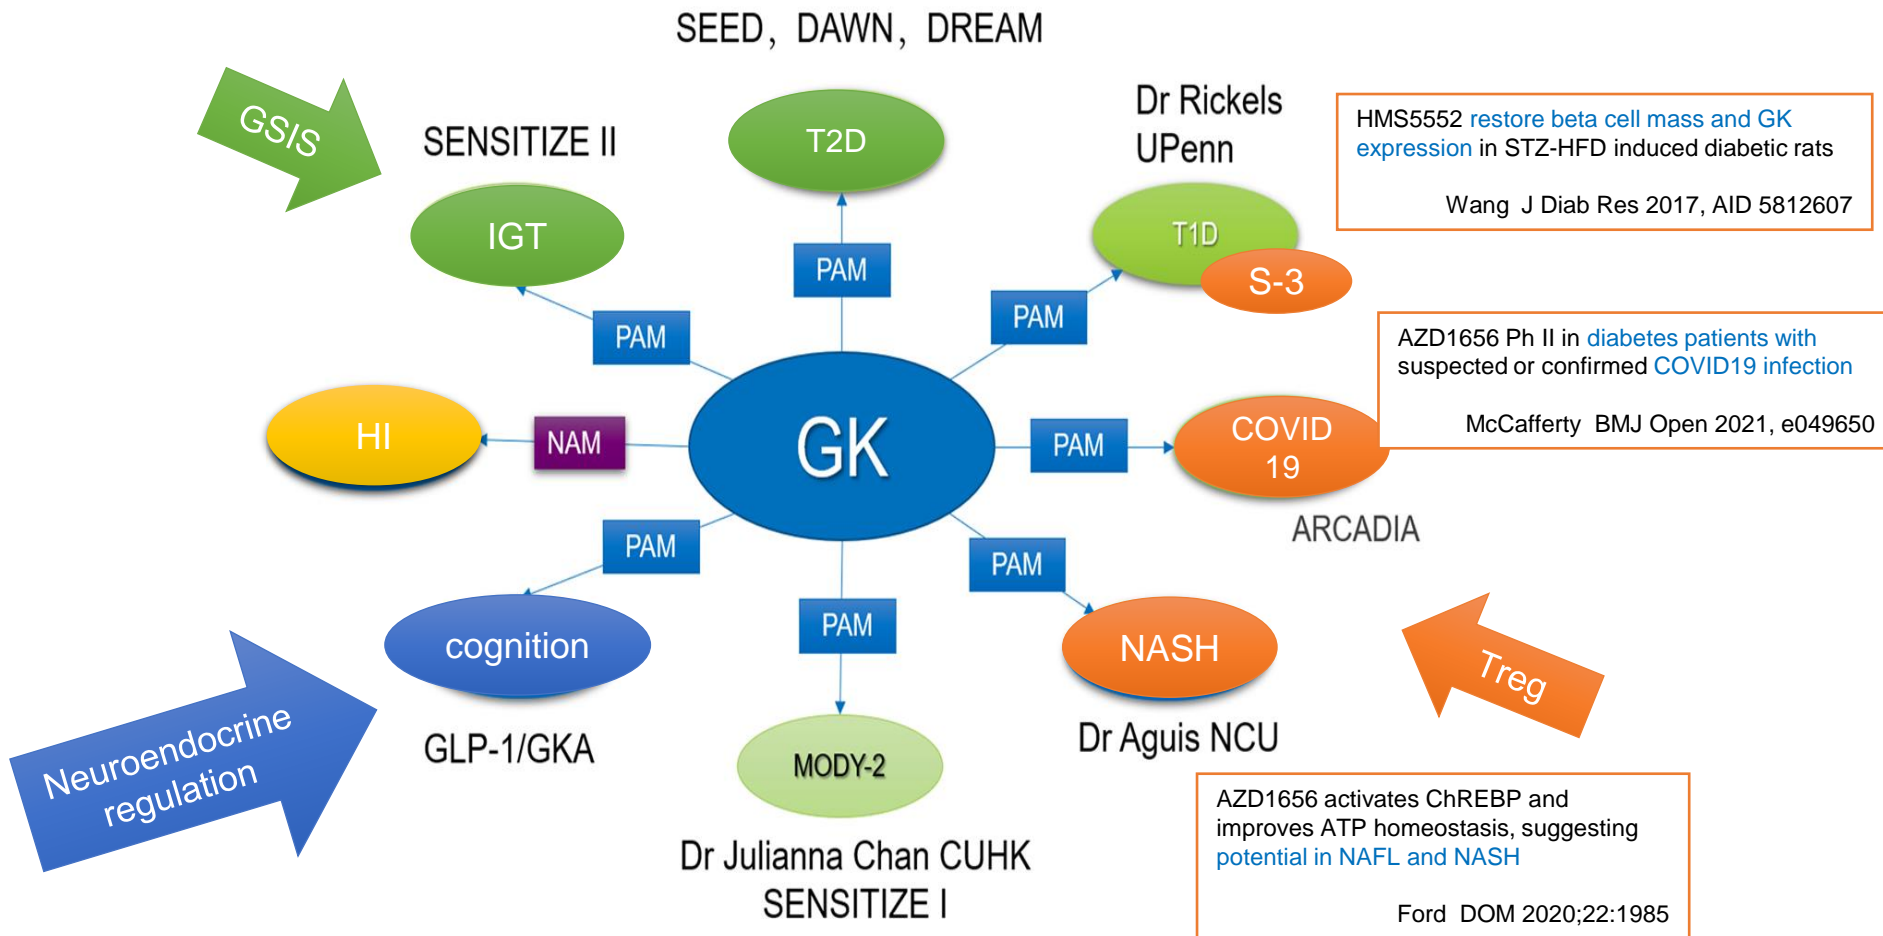 SEED, DAWN, DREAM
GSIS
SENSITIZE II
IGT
T2D
Dr Rickels
UPenn
T1D
S-3
HMS5552 restore beta cell mass and GK
expression in STZ-HFD induced diabetic rats
Wang J Diab Res 2017, AID 5812607
PAM
PAM
PAM
AZD1656 Ph II in diabetes patients with
suspected or confirmed COVID19 infection
McCafferty BMJ Open 2021, e049650
HI
NAM
GK
PAM
COVID
19
ARCADIA
PAM
PAM
PAM
cognition
GLP-1/GKA
Neuroendocrine
regulation
MODY-2
Dr Julianna Chan CUHK
SENSITIZE I
NASH
Dr Aguis NCU
Treg
AZD1656 activates ChREBP and
improves ATP homeostasis, suggesting
potential in NAFL and NASH
Ford DOM 2020;22:1985